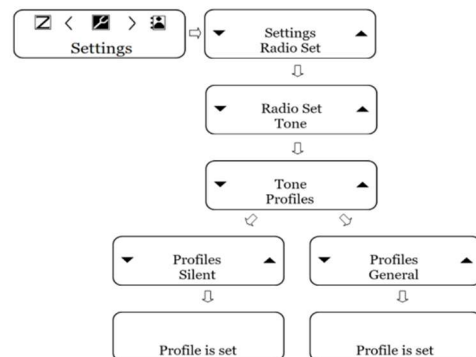 Z < >
Settings
Settings
Radio Set
Radio Set
Tone
Tone
Profiles
Profiles
Silent
Profiles
General
Profile is set
Profile is set